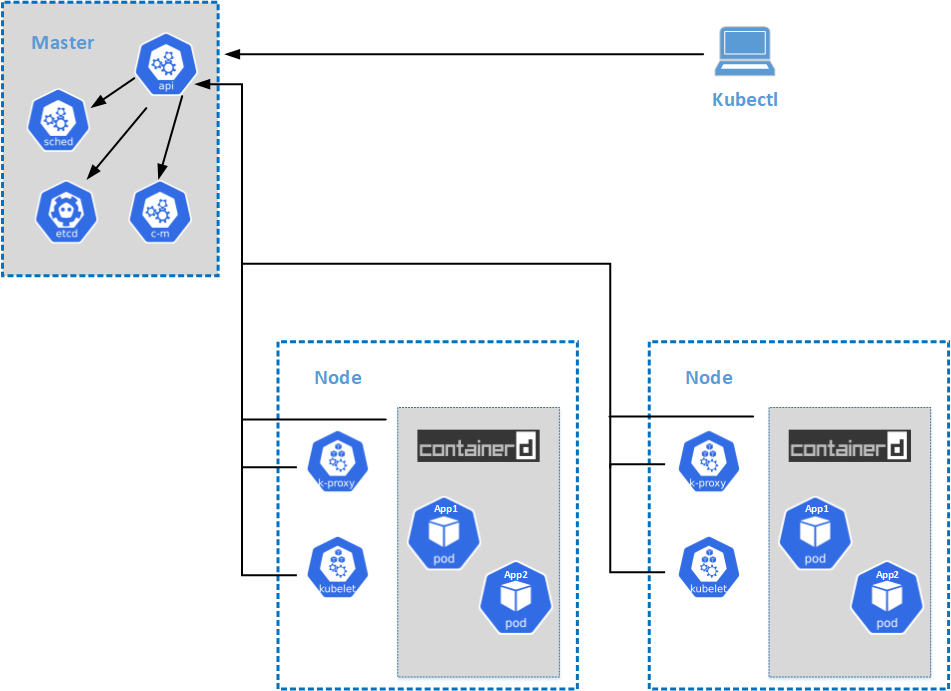 Master
api
sched
etcd
c-m
Kubectl
Node
containerd
k-proxy
App1
pod
kubelet
App2
pod
Node
containerd
k-proxy
App1
pod
kubelet
App2
pod